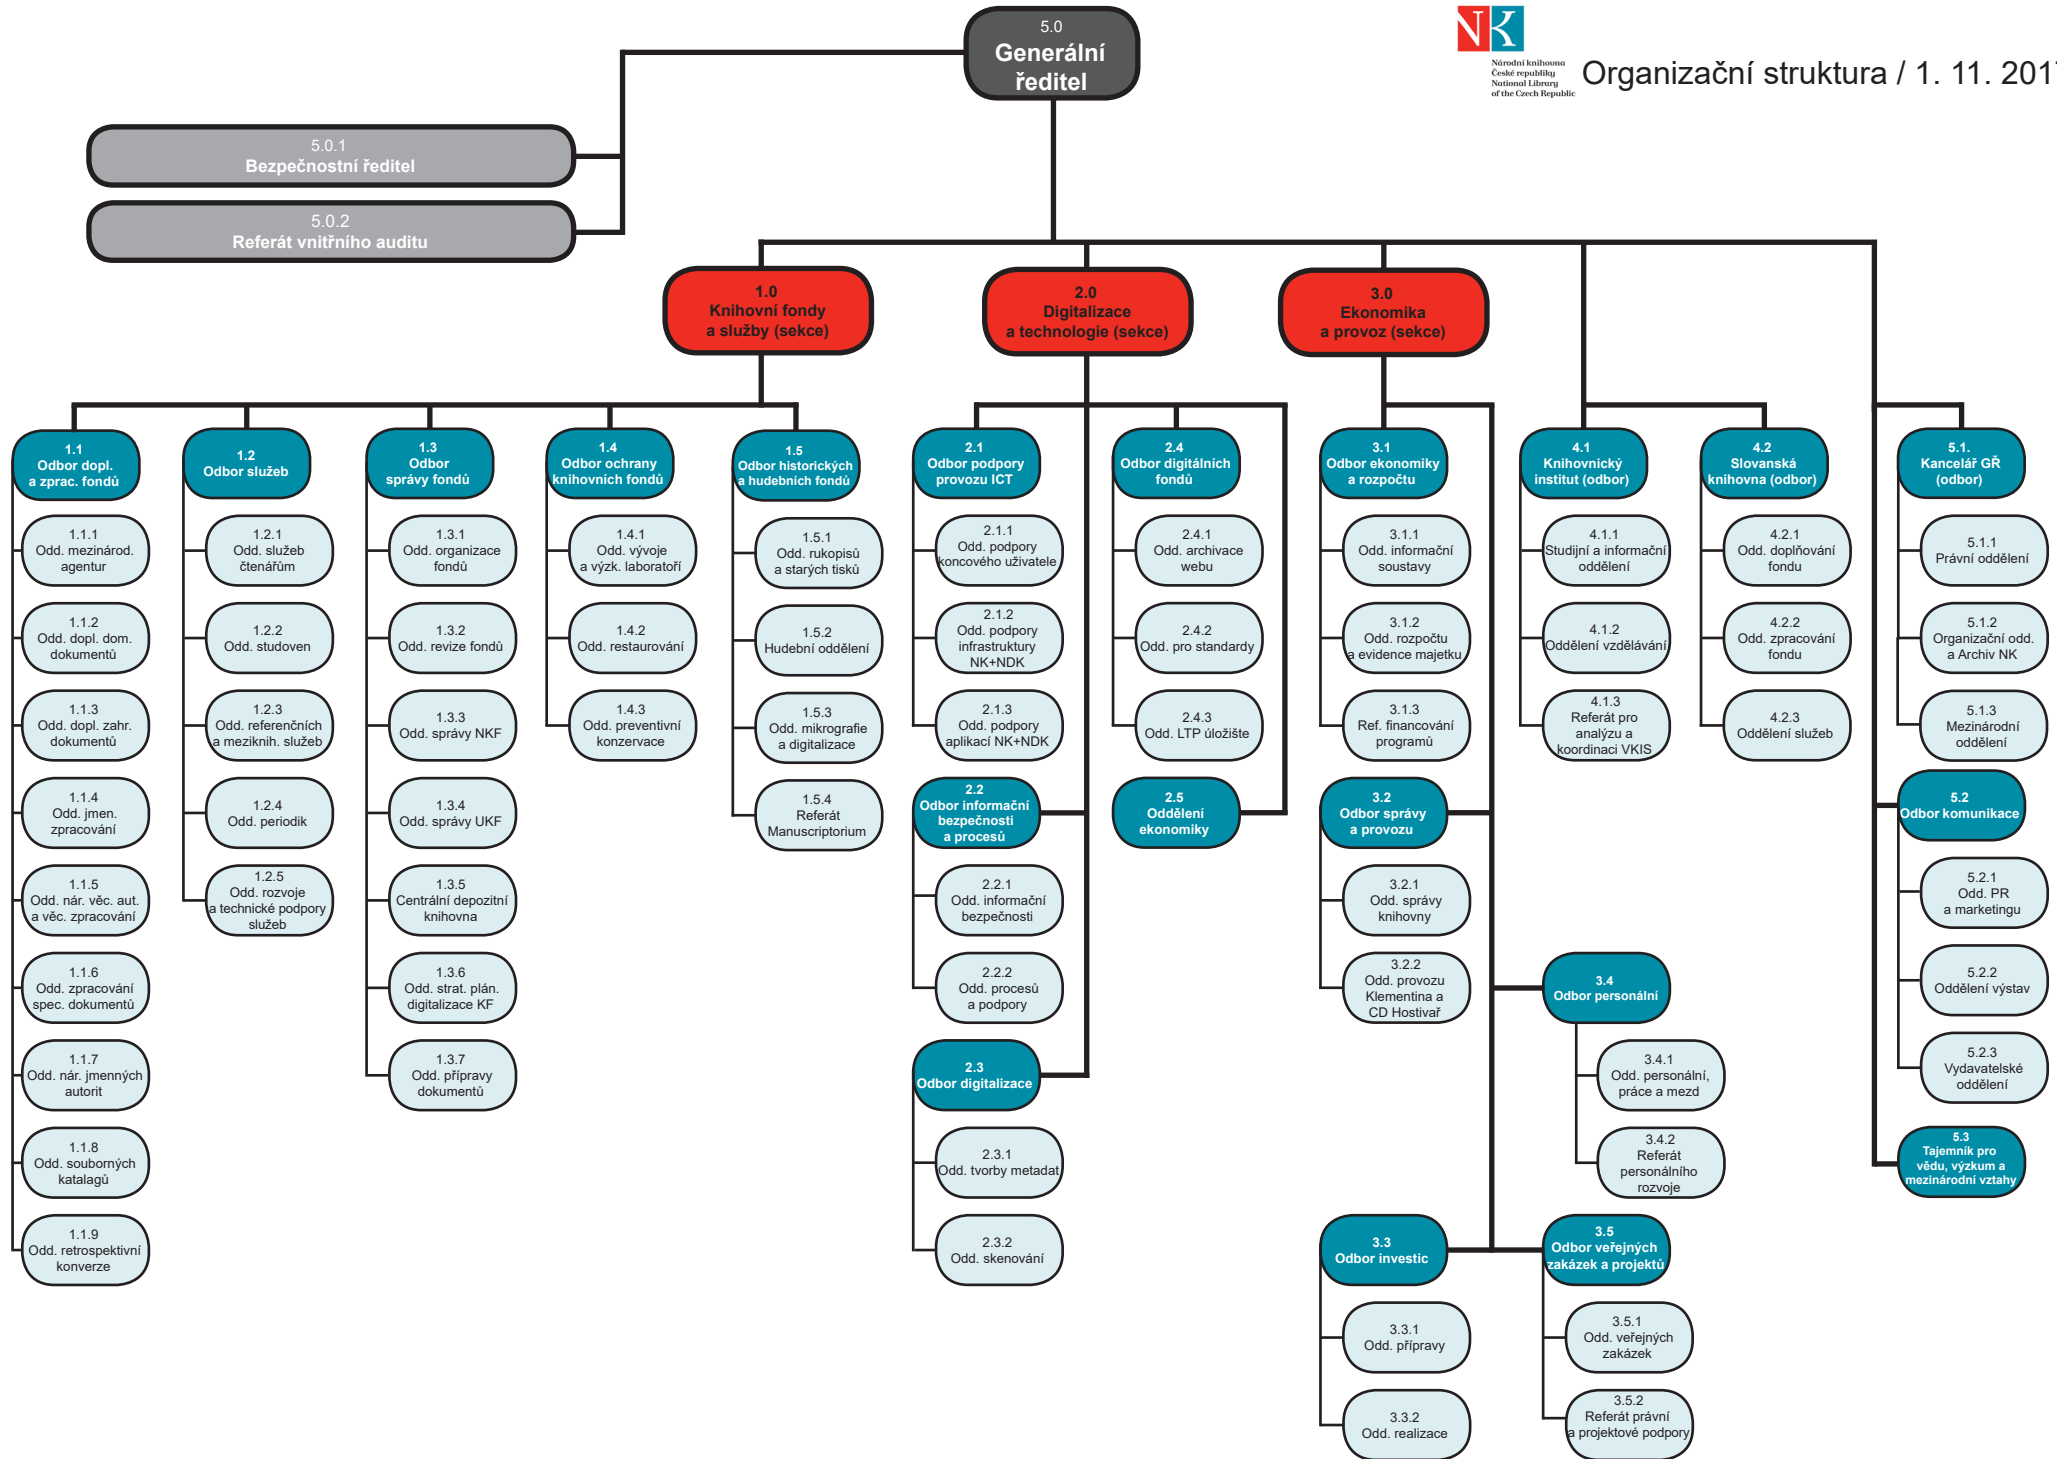 5.0
Generální
ředitel
NK
Národní knihovna
České republiky
National Library
of the Czech Republic
Organizační struktura / 1. 11. 2017
5.0.1
Bezpečnostní ředitel
5.0.2
Referát vnitřního auditu
1.0
Knihovní fondy
a služby (sekce)
2.0
Digitalizace
a technologie (sekce)
3.0
Ekonomika
a provoz (sekce)
1.1
Odbor dopl.
a zprac. fondů
1.1.1
Odd. mezinárod.
agentur
1.1.2
Odd. dopl. dom.
dokumentů
1.1.3
Odd. dopl. zahr.
dokumentů
1.1.4
Odd. jmen.
zpracování
1.1.5
Odd. nár. věc. aut.
a věc. zpracování
1.1.6
Odd. zpracování
spec. dokumentů
1.1.7
Odd. nár. jmenných
autorit
1.1.8
Odd. souborných
katalagů
1.1.9
Odd. retrospektivní
konverze
1.2
Odbor služeb
1.2.1
Odd. služeb
čtenářům
1.2.2
Odd. studoven
1.2.3
Odd. referenčních
a meziknih. služeb
1.2.4
Odd. periodik
1.2.5
Odd. rozvoje
a technické podpory
služeb
1.3
Odbor
správy fondů
1.3.1
Odd. organizace
fondů
1.3.2
Odd. revize fondů
1.3.3
Odd. správy NKF
1.3.4
Odd. správy UKF
1.3.5
Centrální depozitní
knihovna
1.3.6
Odd. strat. plán.
digitalizace KF
1.3.7
Odd. přípravy
dokumentů
1.4
Odbor ochrany
knihovních fondů
1.4.1
Odd. vývoje
a výzk. laboratoří
1.4.2
Odd. restaurování
1.4.3
Odd. preventivní
konzervace
1.5
Odbor historických
a hudebních fondů
1.5.1
Odd. rukopisů
a starých tisků
1.5.2
Hudební oddělení
1.5.3
Odd. mikrografie
a digitalizace
1.5.4
Referát
Manuscriptorium
2.1
Odbor podpory
provozu ICT
2.1.1
Odd. podpory
koncového uživatele
2.1.2
Odd. podpory
infrastruktury
NK+NDK
2.1.3
Odd. podpory
aplikací NK+NDK
2.2
Odbor informační
bezpečnosti
a procesů
2.2.1
Odd. informační
bezpečnosti
2.2.2
Odd. procesů
a podpory
2.3
Odbor digitalizace
2.3.1
Odd. tvorby metadat
2.3.2
Odd. skenování
2.4
Odbor digitálních
fondů
2.4.1
Odd. archivace
webu
2.4.2
Odd. pro standardy
2.4.3
Odd. LTP úložište
2.5
Oddělení
ekonomiky
3.1
Odbor ekonomiky
a rozpočtu
3.1.1
Odd. informační
soustavy
3.1.2
Odd. rozpočtu
a evidence majetku
3.1.3
Ref. financování
programů
3.2
Odbor správy
a provozu
3.2.1
Odd. správy
knihovny
3.2.2
Odd. provozu
Klementina a
CD Hostivař
3.3
Odbor investic
3.3.1
Odd. přípravy
3.3.2
Odd. realizace
3.4
Odbor personální
3.4.1
Odd. personální,
práce a mezd
3.4.2
Referát
personálního
rozvoje
3.5
Odbor veřejných
zakázek a projektů
3.5.1
Odd. veřejných
zakázek
3.5.2
Referát právní
a projektové podpory
4.1
Knihovnický
institut (odbor)
4.1.1
Studijní a informační
oddělení
4.1.2
Oddělení vzdělávání
4.1.3
Referát pro
analýzu a
koordinaci VKIS
4.2
Slovanská
knihovna (odbor)
4.2.1
Odd. doplňování
fondu
4.2.2
Odd. zpracování
fondu
4.2.3
Oddělení služeb
5.1.
Kancelář GŘ
(odbor)
5.1.1
Právní oddělení
5.1.2
Organizační odd.
a Archiv NK
5.1.3
Mezinárodní
oddělení
5.2
Odbor komunikace
5.2.1
Odd. PR
a marketingu
5.2.2
Oddělení výstav
5.2.3
Vydavatelské
oddělení
5.3
Tajemník pro
vědu, výzkum a
mezinárodní vztahy